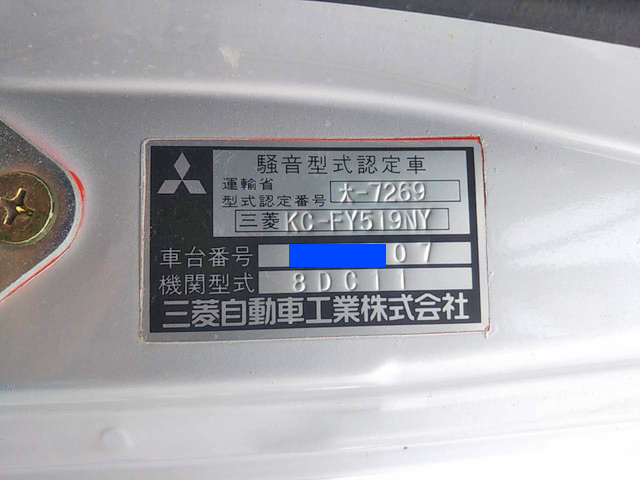 騒音型式認定車
運輸省
型式認定番号 大-7269
三菱 KC-FY519NY
車台番号 07
機関型式 8DC11
三菱自動車工業株式会社